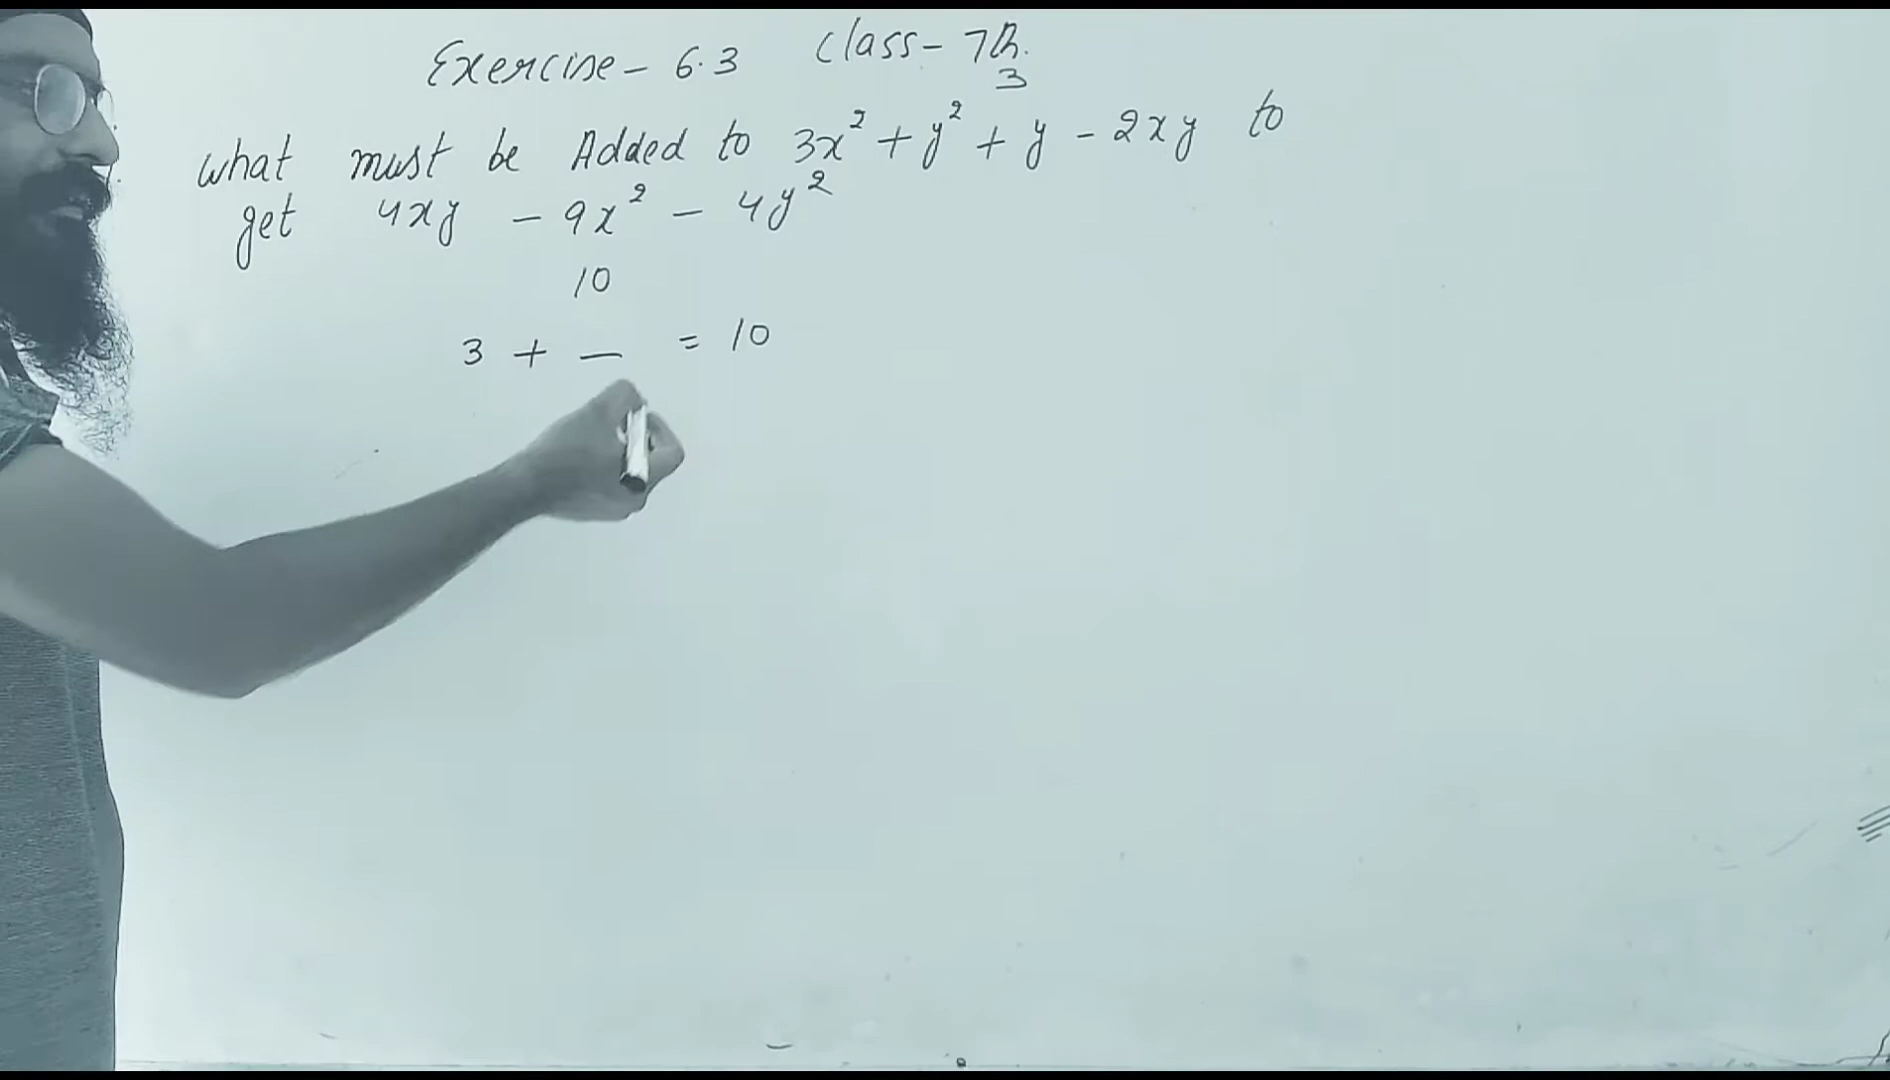 Exercise - 6.3 Class - 7th.
3
what must be Added to 3x² + y² + y - 2xy to
get 4xy - 9x² - 4y²
10
3 + — = 10